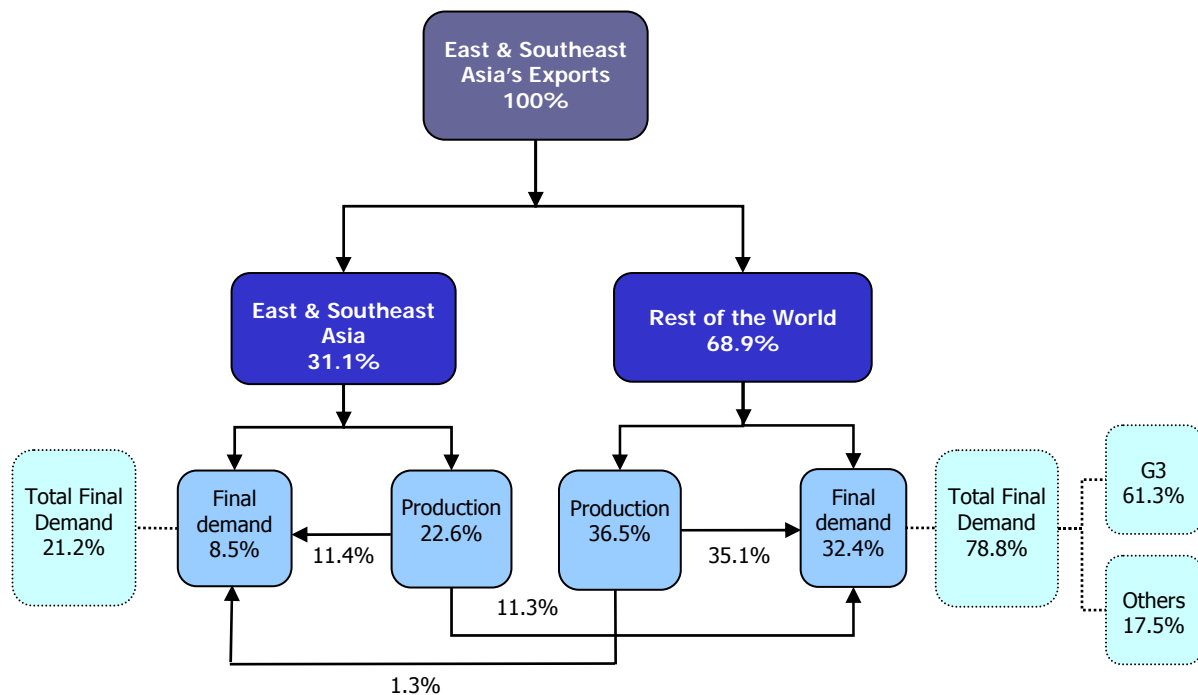 East & Southeast
Asia's Exports
100%
East & Southeast
Asia
31.1%
Rest of the World
68.9%
Total Final
Demand
21.2%
Final
demand
8.5%
Production
22.6%
Production
36.5%
Final
demand
32.4%
Total Final
Demand
78.8%
G3
61.3%
Others
17.5%
11.4%
35.1%
11.3%
1.3%